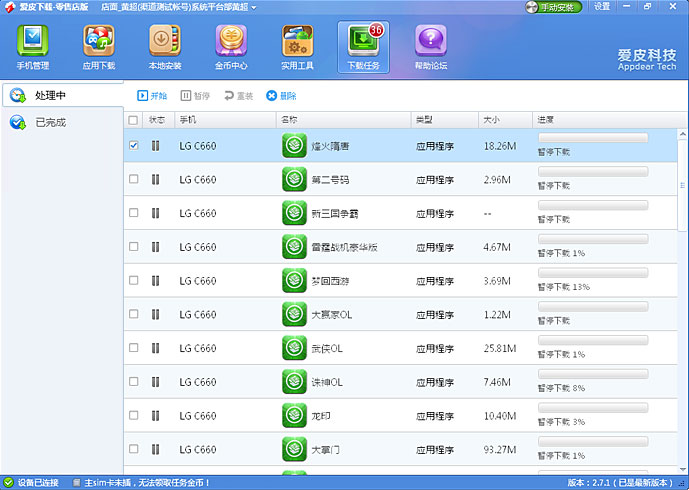 爱皮下载-零售店版 店面_黄超(渠道测试帐号)系统平台部黄超
手动安装 设置
手机管理 应用下载 本地安装 金币中心 实用工具 36 下载任务 帮助论坛
爱皮科技
Appdear Tech
处理中
已完成
开始 暂停 重装 删除
状态 手机 名称 类型 大小 进度
LG C660 烽火隋唐 应用程序 18.26M 暂停下载
LG C660 第二号码 应用程序 2.96M 暂停下载
LG C660 新三国争霸 应用程序 -- 暂停下载
LG C660 雷霆战机豪华版 应用程序 4.67M 暂停下载 1%
LG C660 梦回西游 应用程序 3.69M 暂停下载 13%
LG C660 大赢家OL 应用程序 1.22M 暂停下载
LG C660 武侠OL 应用程序 25.81M 暂停下载 1%
LG C660 诛神OL 应用程序 7.46M 暂停下载 8%
LG C660 龙印 应用程序 10.40M 暂停下载 3%
LG C660 大掌门 应用程序 93.27M 暂停下载 1%
设备已连接 主sim卡未插，无法领取任务金币！ 版本：2.7.1（已是最新版本）